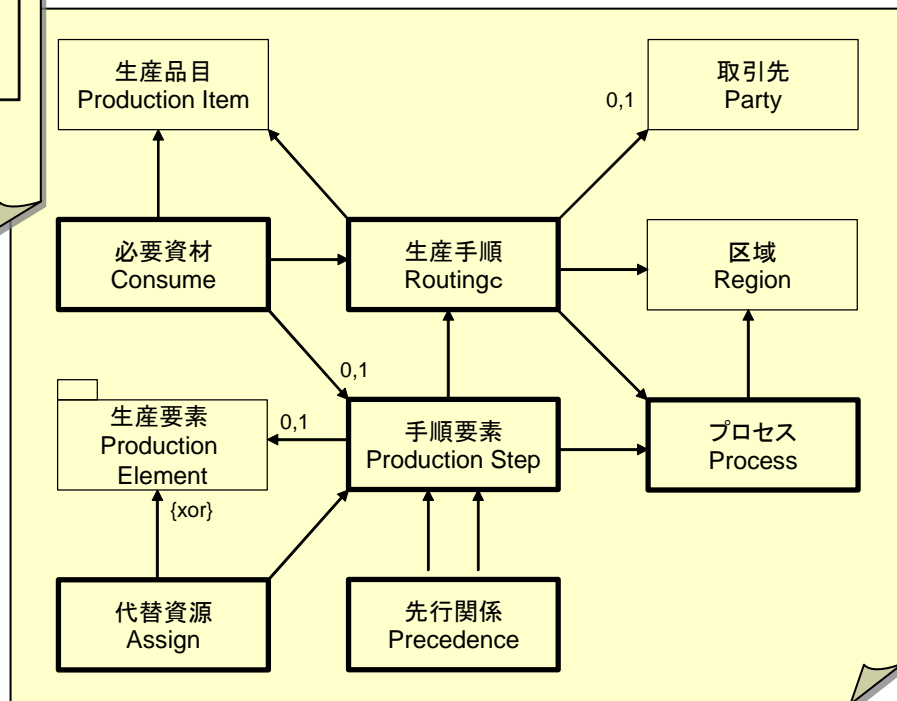 生産品目
Production Item
取引先
Party
0,1
必要資材
Consume
生産手順
Routingc
区域
Region
0,1
生産要素
Production
Element
0,1
手順要素
Production Step
プロセス
Process
{xor}
代替資源
Assign
先行関係
Precedence